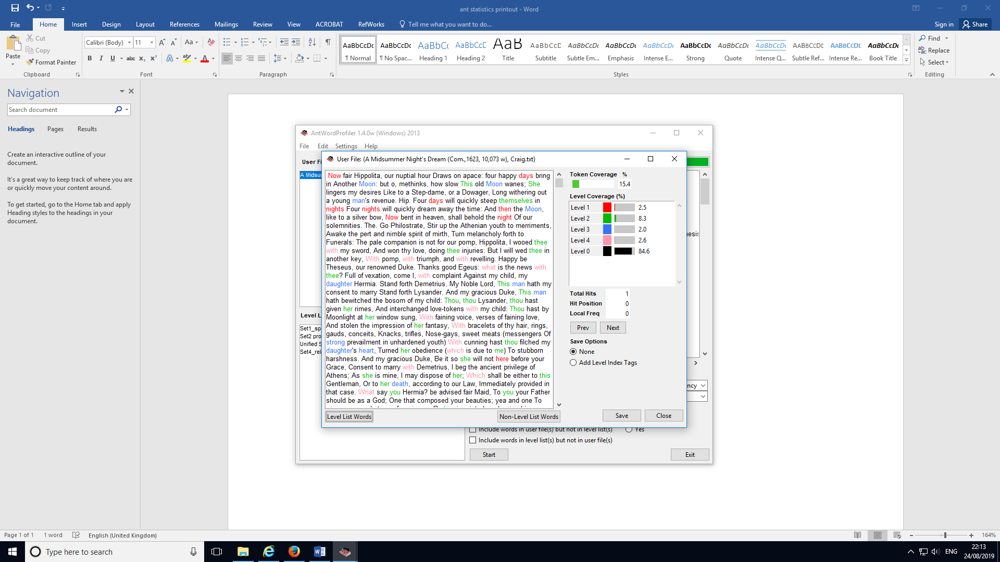 ant statistics printout - Word
File Home Insert Design Layout References Mailings Review View ACROBAT RefWorks Tell me what you want to do... Sign in Share
Paste
Cut
Copy
Format Painter
Clipboard
Calibri (Body) 11
Font
Paragraph
AaBbCcDc AaBbCcDc AaBbCc AaBbCcD AaB AaBbCcD AaBbCcDc AaBbCcDc AaBbCcDc AaBbCcDc AaBbCcDc AaBbCcDc AABBCCDE AABBCCDE AaBbCcDc
¶ Normal ¶ No Spac... Heading 1 Heading 2 Title Subtitle Subtle Em... Emphasis Intense E... Strong Quote Intense Q... Subtle Ref... Intense Re... Book Title
Styles
Find
Replace
Select
Editing
Navigation
Search document
Headings Pages Results
Create an interactive outline of your
document.
It's a great way to keep track of where you are
or quickly move your content around.
To get started, go to the Home tab and apply
Heading styles to the headings in your
document.
AntWordProfiler 1.4.0w (Windows) 2013
File Edit Settings Help
User Fi
A Midsu
Level L
Set1_sp
Set2 pro
Unified S
Set4_rel
User File: (A Midsummer Night's Dream (Com.,1623, 10,073 w), Craig.txt)
Now fair Hippolita, our nuptial hour Draws on apace: four happy days bring
in Another Moon: but o, methinks, how slow This old Moon wanes; She
lingers my desires Like to a Step-dame, or a Dowager, Long withering out
a young man's revenue. Hip. Four days will quickly steep themselves in
nights Four nights will quickly dream away the time: And then the Moon,
like to a silver bow, Now bent in heaven, shall behold the night Of our
solemnities. The. Go Philostrate, Stir up the Athenian youth to merriments,
Awake the pert and nimble spirit of mirth, Turn melancholy forth to
Funerals: The pale companion is not for our pomp, Hippolita, I wooed thee
with my sword, And won thy love, doing thee injuries: But I will wed thee in
another key, With pomp, with triumph, and with revelling. Happy be
Theseus, our renowned Duke. Thanks good Egeus: what is the news with
thee? Full of vexation, come I, with complaint Against my child, my
daughter Hermia. Stand forth Demetrius. My Noble Lord, This man hath my
consent to marry Stand forth Lysander. And my gracious Duke, This man
hath bewitched the bosom of my child: Thou, thou Lysander, thou hast
given her rimes, And interchanged love-tokens with my child: Thou hast by
Moonlight at her window sung, With faining voice, verses of faining love,
And stolen the impression of her fantasy, With bracelets of thy hair, rings,
gauds, conceits, Knacks, trifles, Nose-gays, sweet meats (messengers Of
strong prevailment in unhardened youth) With cunning hast thou filched my
daughter's heart, Turned her obedience (which is due to me) To stubborn
harshness. And my gracious Duke, Be it so she will not here before your
Grace, Consent to marry with Demetrius, I beg the ancient privilege of
Athens; As she is mine, I may dispose of her; Which shall be either to this
Gentleman, Or to her death, according to our Law, Immediately provided in
that case. What say you Hermia? be advised fair Maid, To you your Father
should be as a God; One that composed your beauties; yea and one To
Level List Words Non-Level List Words
Token Coverage %
15.4
Level Coverage (%)
Level 1 2.5
Level 2 8.3
Level 3 2.0
Level 4 2.6
Level 0 84.6
Total Hits 1
Hit Position 0
Local Freq 0
Prev Next
Save Options
None
Add Level Index Tags
Save Close
nesis
ncy
Include words in user file(s) but not in level list(s) Yes
Include words in level list(s) but not in user file(s)
Start Exit
Page 1 of 1 1 word English (United Kingdom) 164%
Type here to search
ENG
22:13
24/08/2019